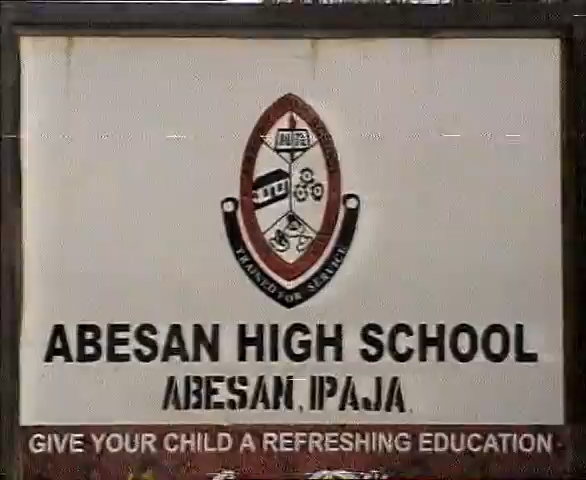 TRAINED FOR SERVICE
ABESAN HIGH SCHOOL
ABESAN, IPAJA.
GIVE YOUR CHILD A REFRESHING EDUCATION